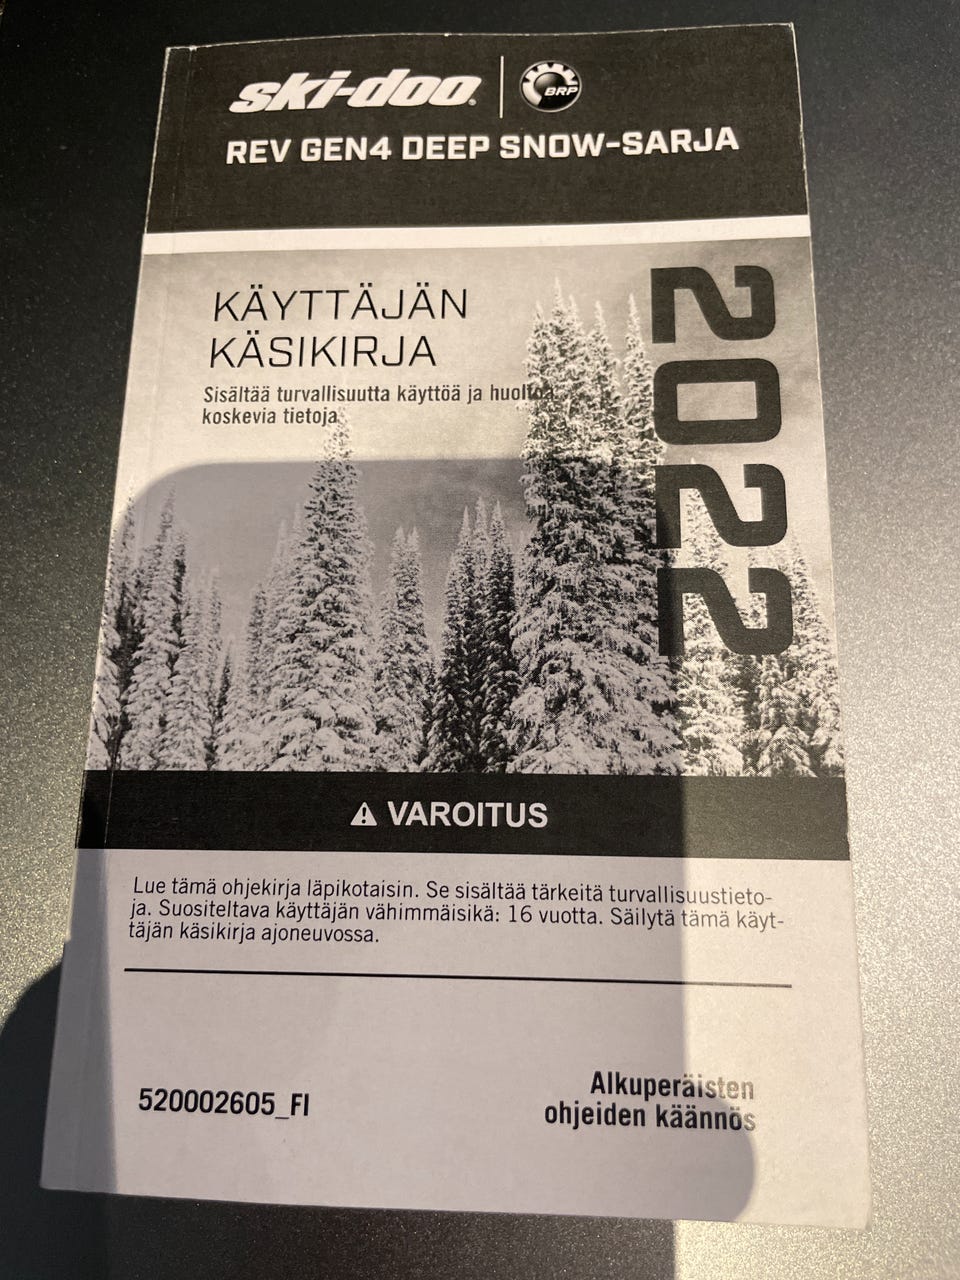 ski-doo
BRP
REV GEN4 DEEP SNOW-SARJA
KÄYTTÄJÄN
KÄSIKIRJA
Sisältää turvallisuutta käyttöä ja huoltoa
koskevia tietoja
2022
⚠ VAROITUS
Lue tämä ohjekirja läpikotaisin. Se sisältää tärkeitä turvallisuustieto-
ja. Suositeltava käyttäjän vähimmäisikä: 16 vuotta. Säilytä tämä käyt-
täjän käsikirja ajoneuvossa.
520002605_FI
Alkuperäisten
ohjeiden käännös